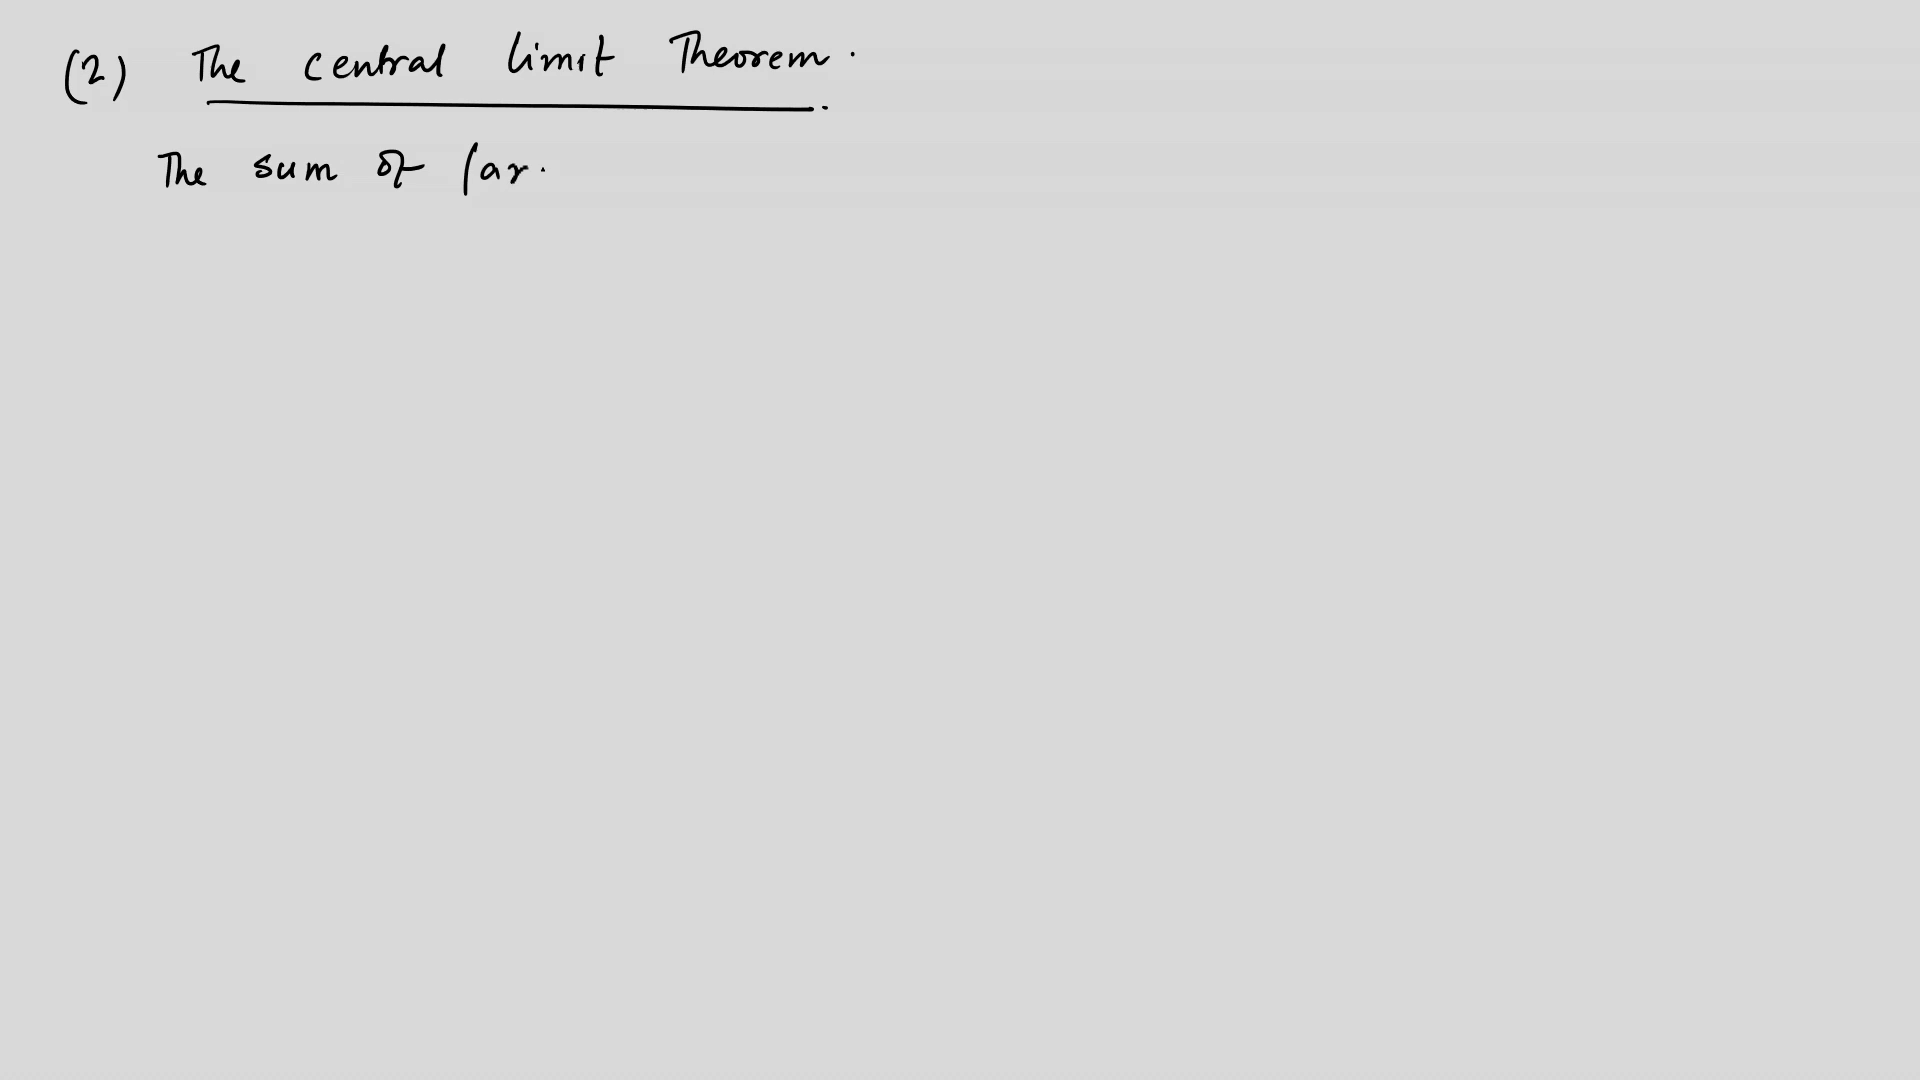 (2) The central limit Theorem.
The sum of lar